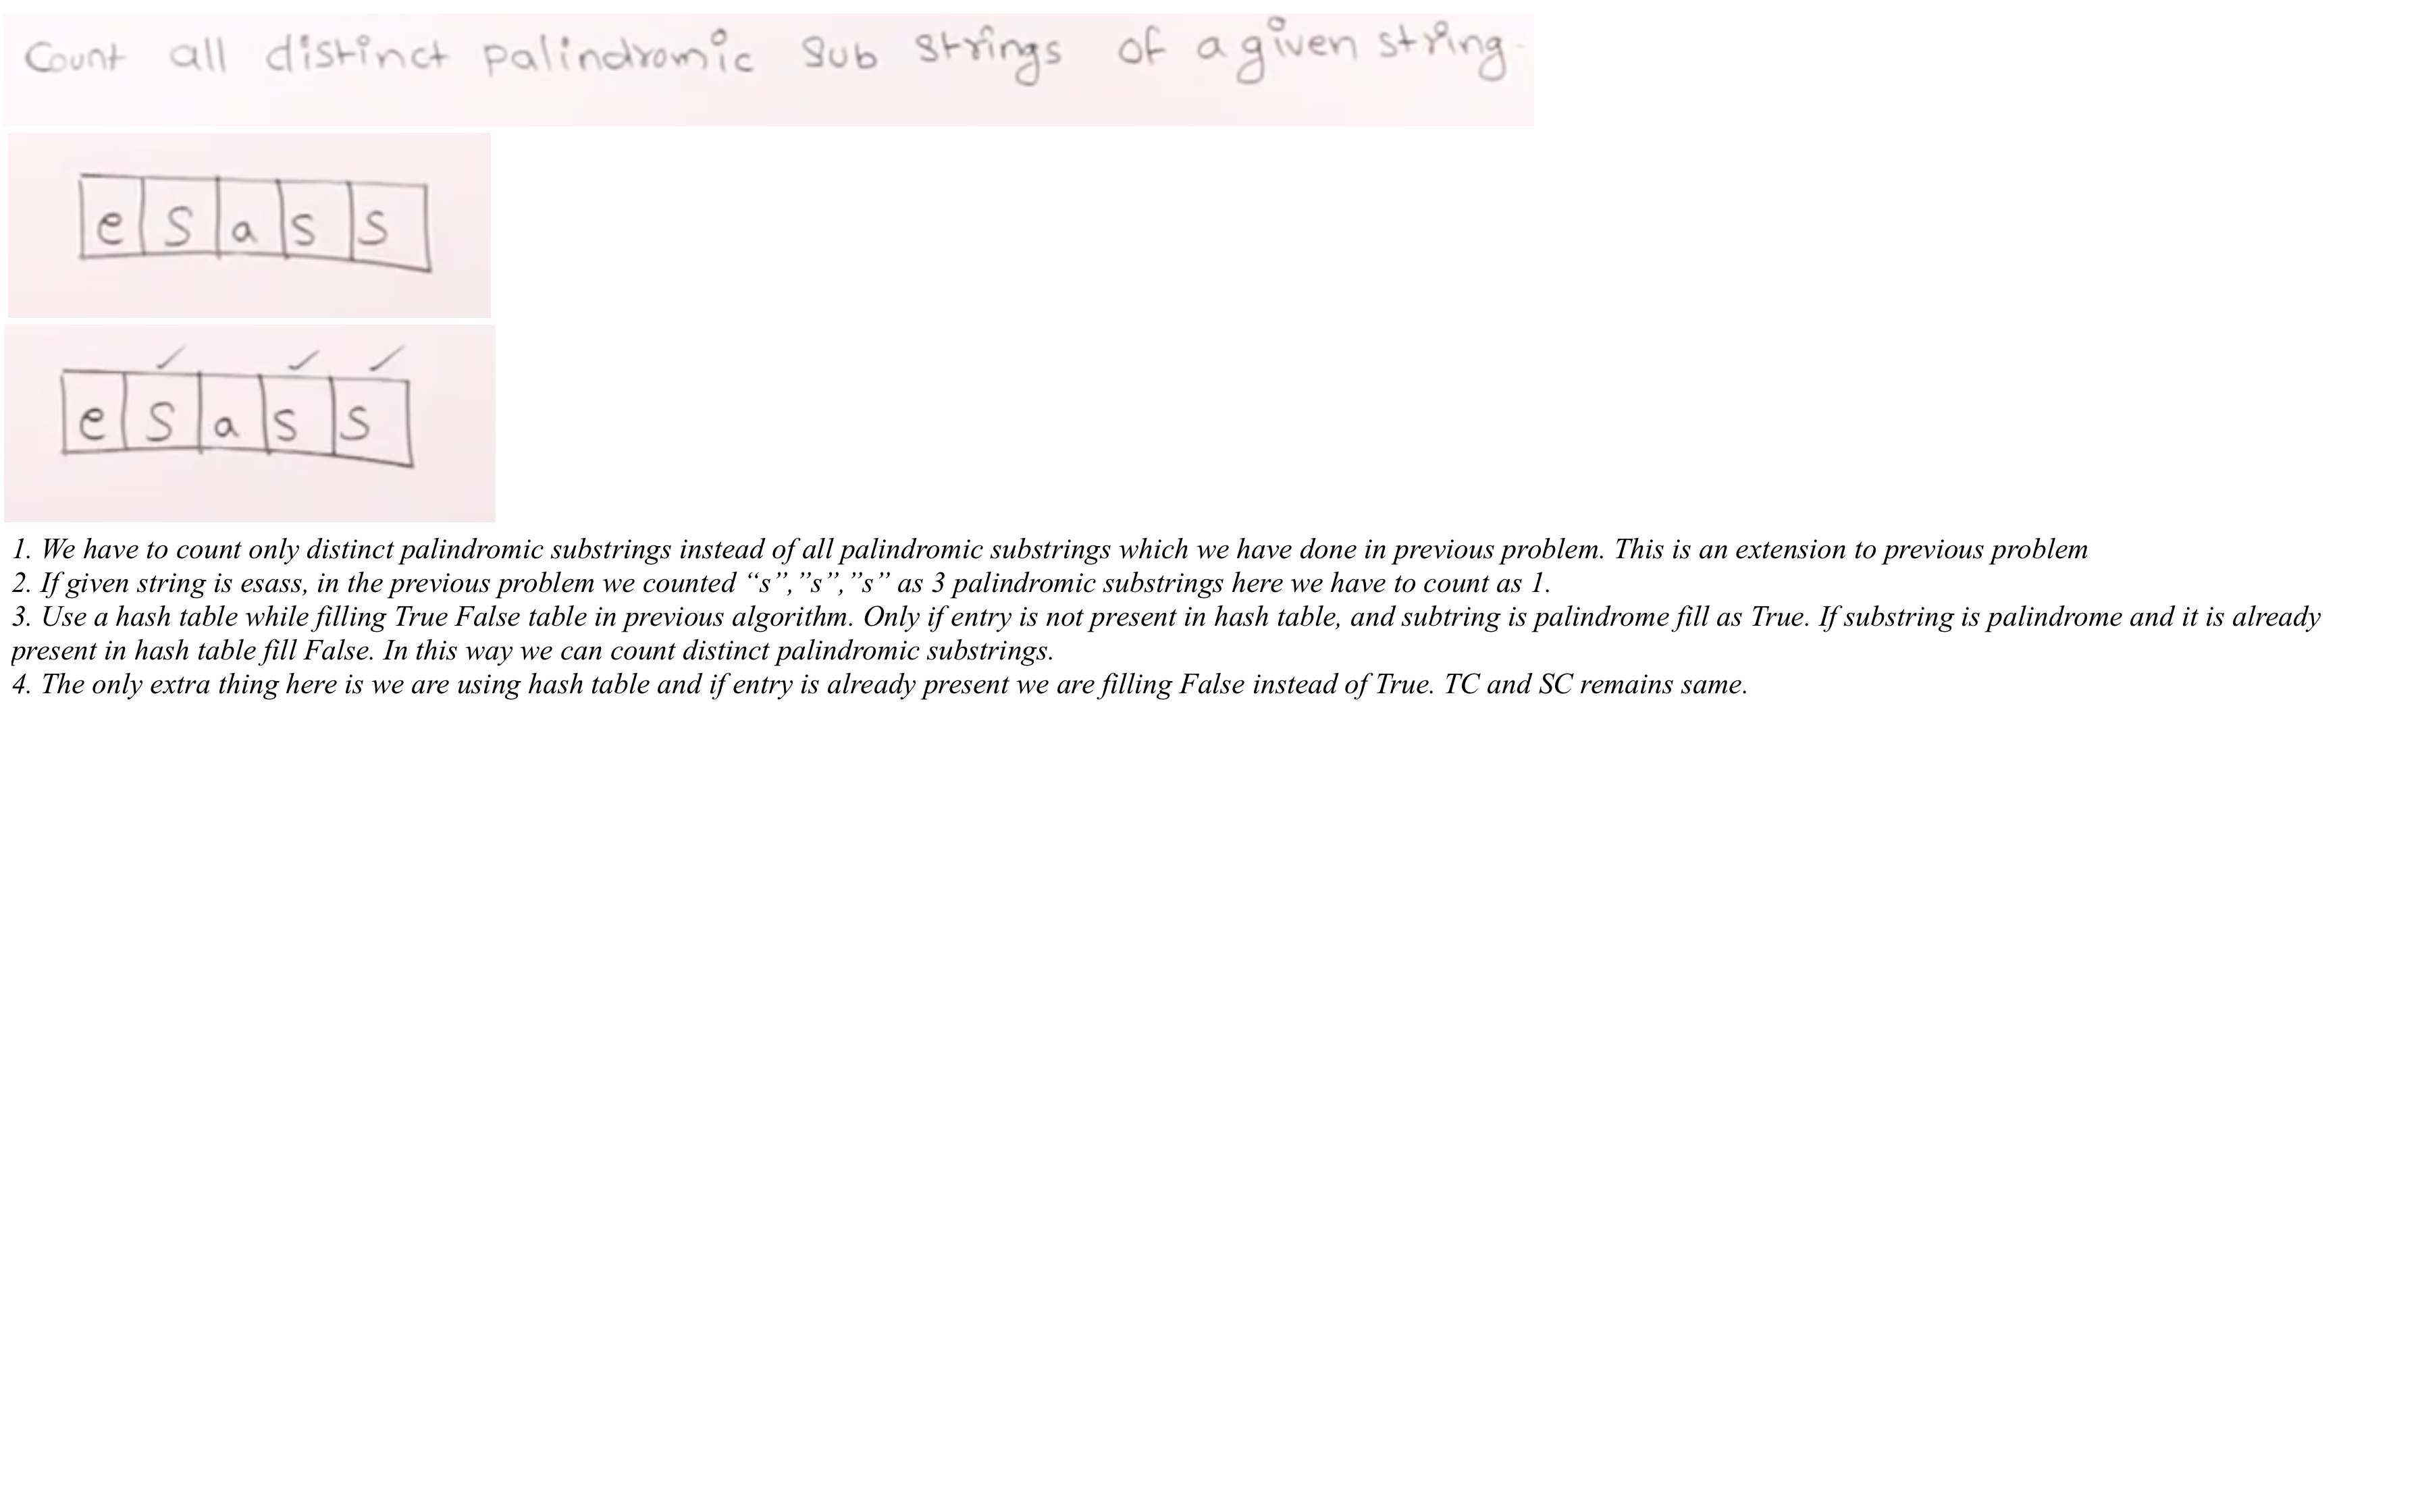 Count all distinct palindromic sub strings of a given string.
e s a s s
e s a s s
1. We have to count only distinct palindromic substrings instead of all palindromic substrings which we have done in previous problem. This is an extension to previous problem
2. If given string is esass, in the previous problem we counted “s”,”s”,”s” as 3 palindromic substrings here we have to count as 1.
3. Use a hash table while filling True False table in previous algorithm. Only if entry is not present in hash table, and subtring is palindrome fill as True. If substring is palindrome and it is already
present in hash table fill False. In this way we can count distinct palindromic substrings.
4. The only extra thing here is we are using hash table and if entry is already present we are filling False instead of True. TC and SC remains same.